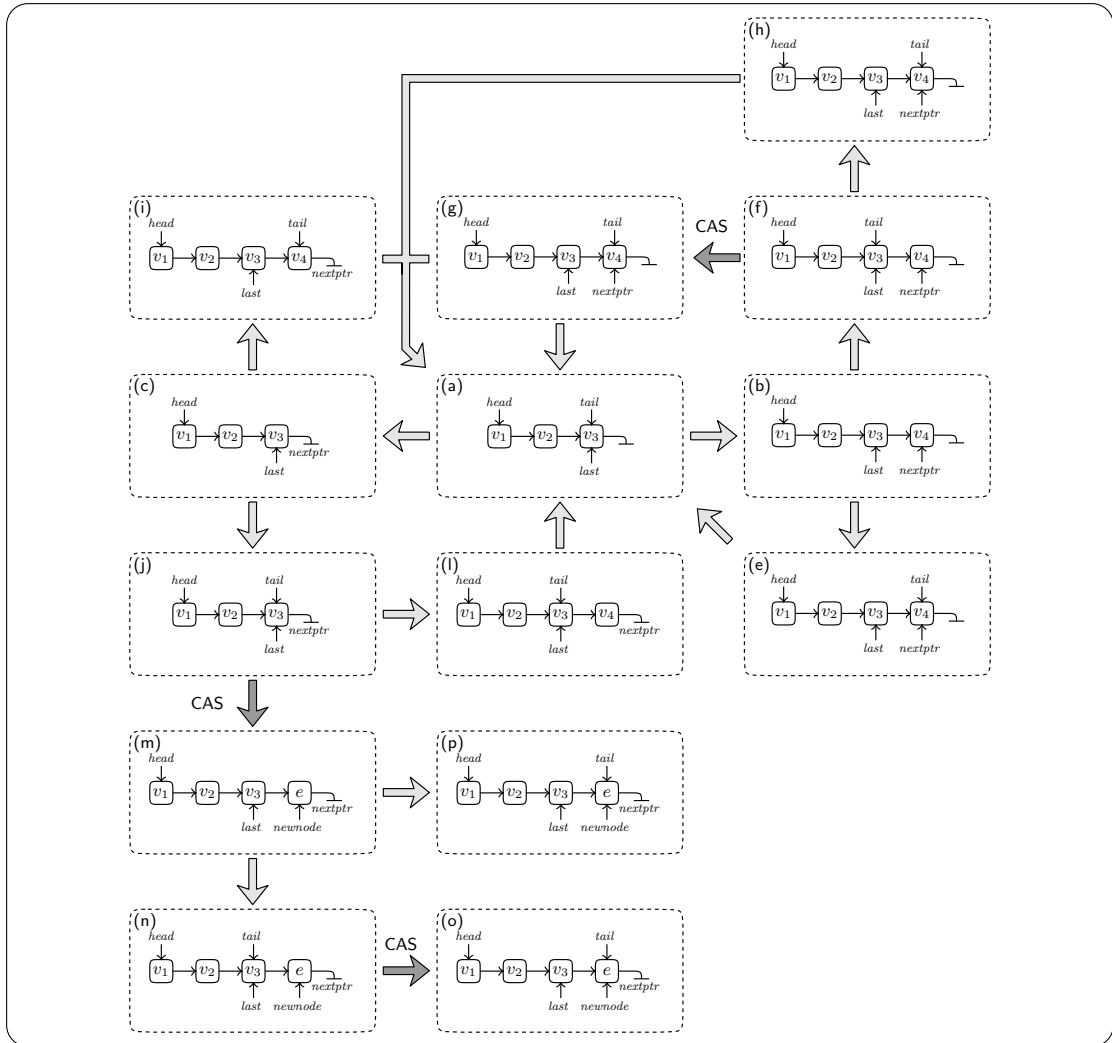 (h)
head tail
v1 v2 v3 v4
last nextptr
(i)
head tail
v1 v2 v3 v4
last nextptr
(g)
head tail
v1 v2 v3 v4
last nextptr
CAS
(f)
head tail
v1 v2 v3 v4
last nextptr
(c)
head
v1 v2 v3
last nextptr
(a)
head tail
v1 v2 v3
last
(b)
head
v1 v2 v3 v4
last nextptr
(j)
head tail
v1 v2 v3
last nextptr
(l)
head tail
v1 v2 v3 v4
last nextptr
(e)
head tail
v1 v2 v3 v4
last nextptr
CAS
(m)
head
v1 v2 v3 e
last newnode nextptr
(p)
head tail
v1 v2 v3 e
last newnode nextptr
(n)
head tail
v1 v2 v3 e
last newnode nextptr
CAS
(o)
head tail
v1 v2 v3 e
last newnode nextptr